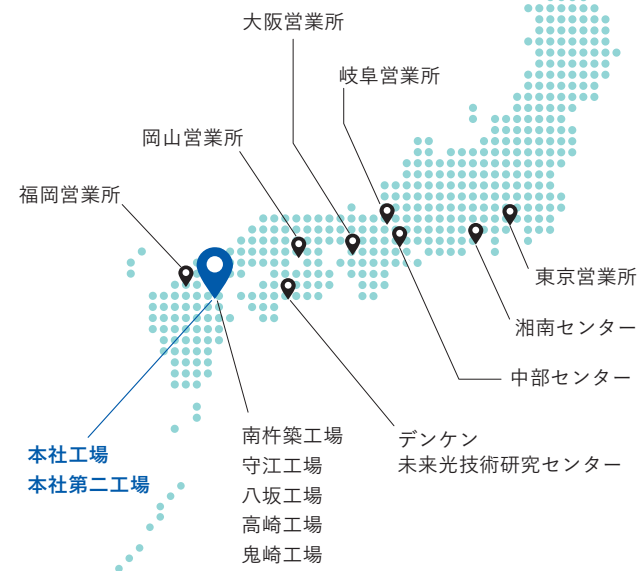 大阪営業所
岐阜営業所
岡山営業所
福岡営業所
東京営業所
湘南センター
中部センター
デンケン
未来光技術研究センター
本社工場
本社第二工場
南杵築工場
守江工場
八坂工場
高崎工場
鬼崎工場